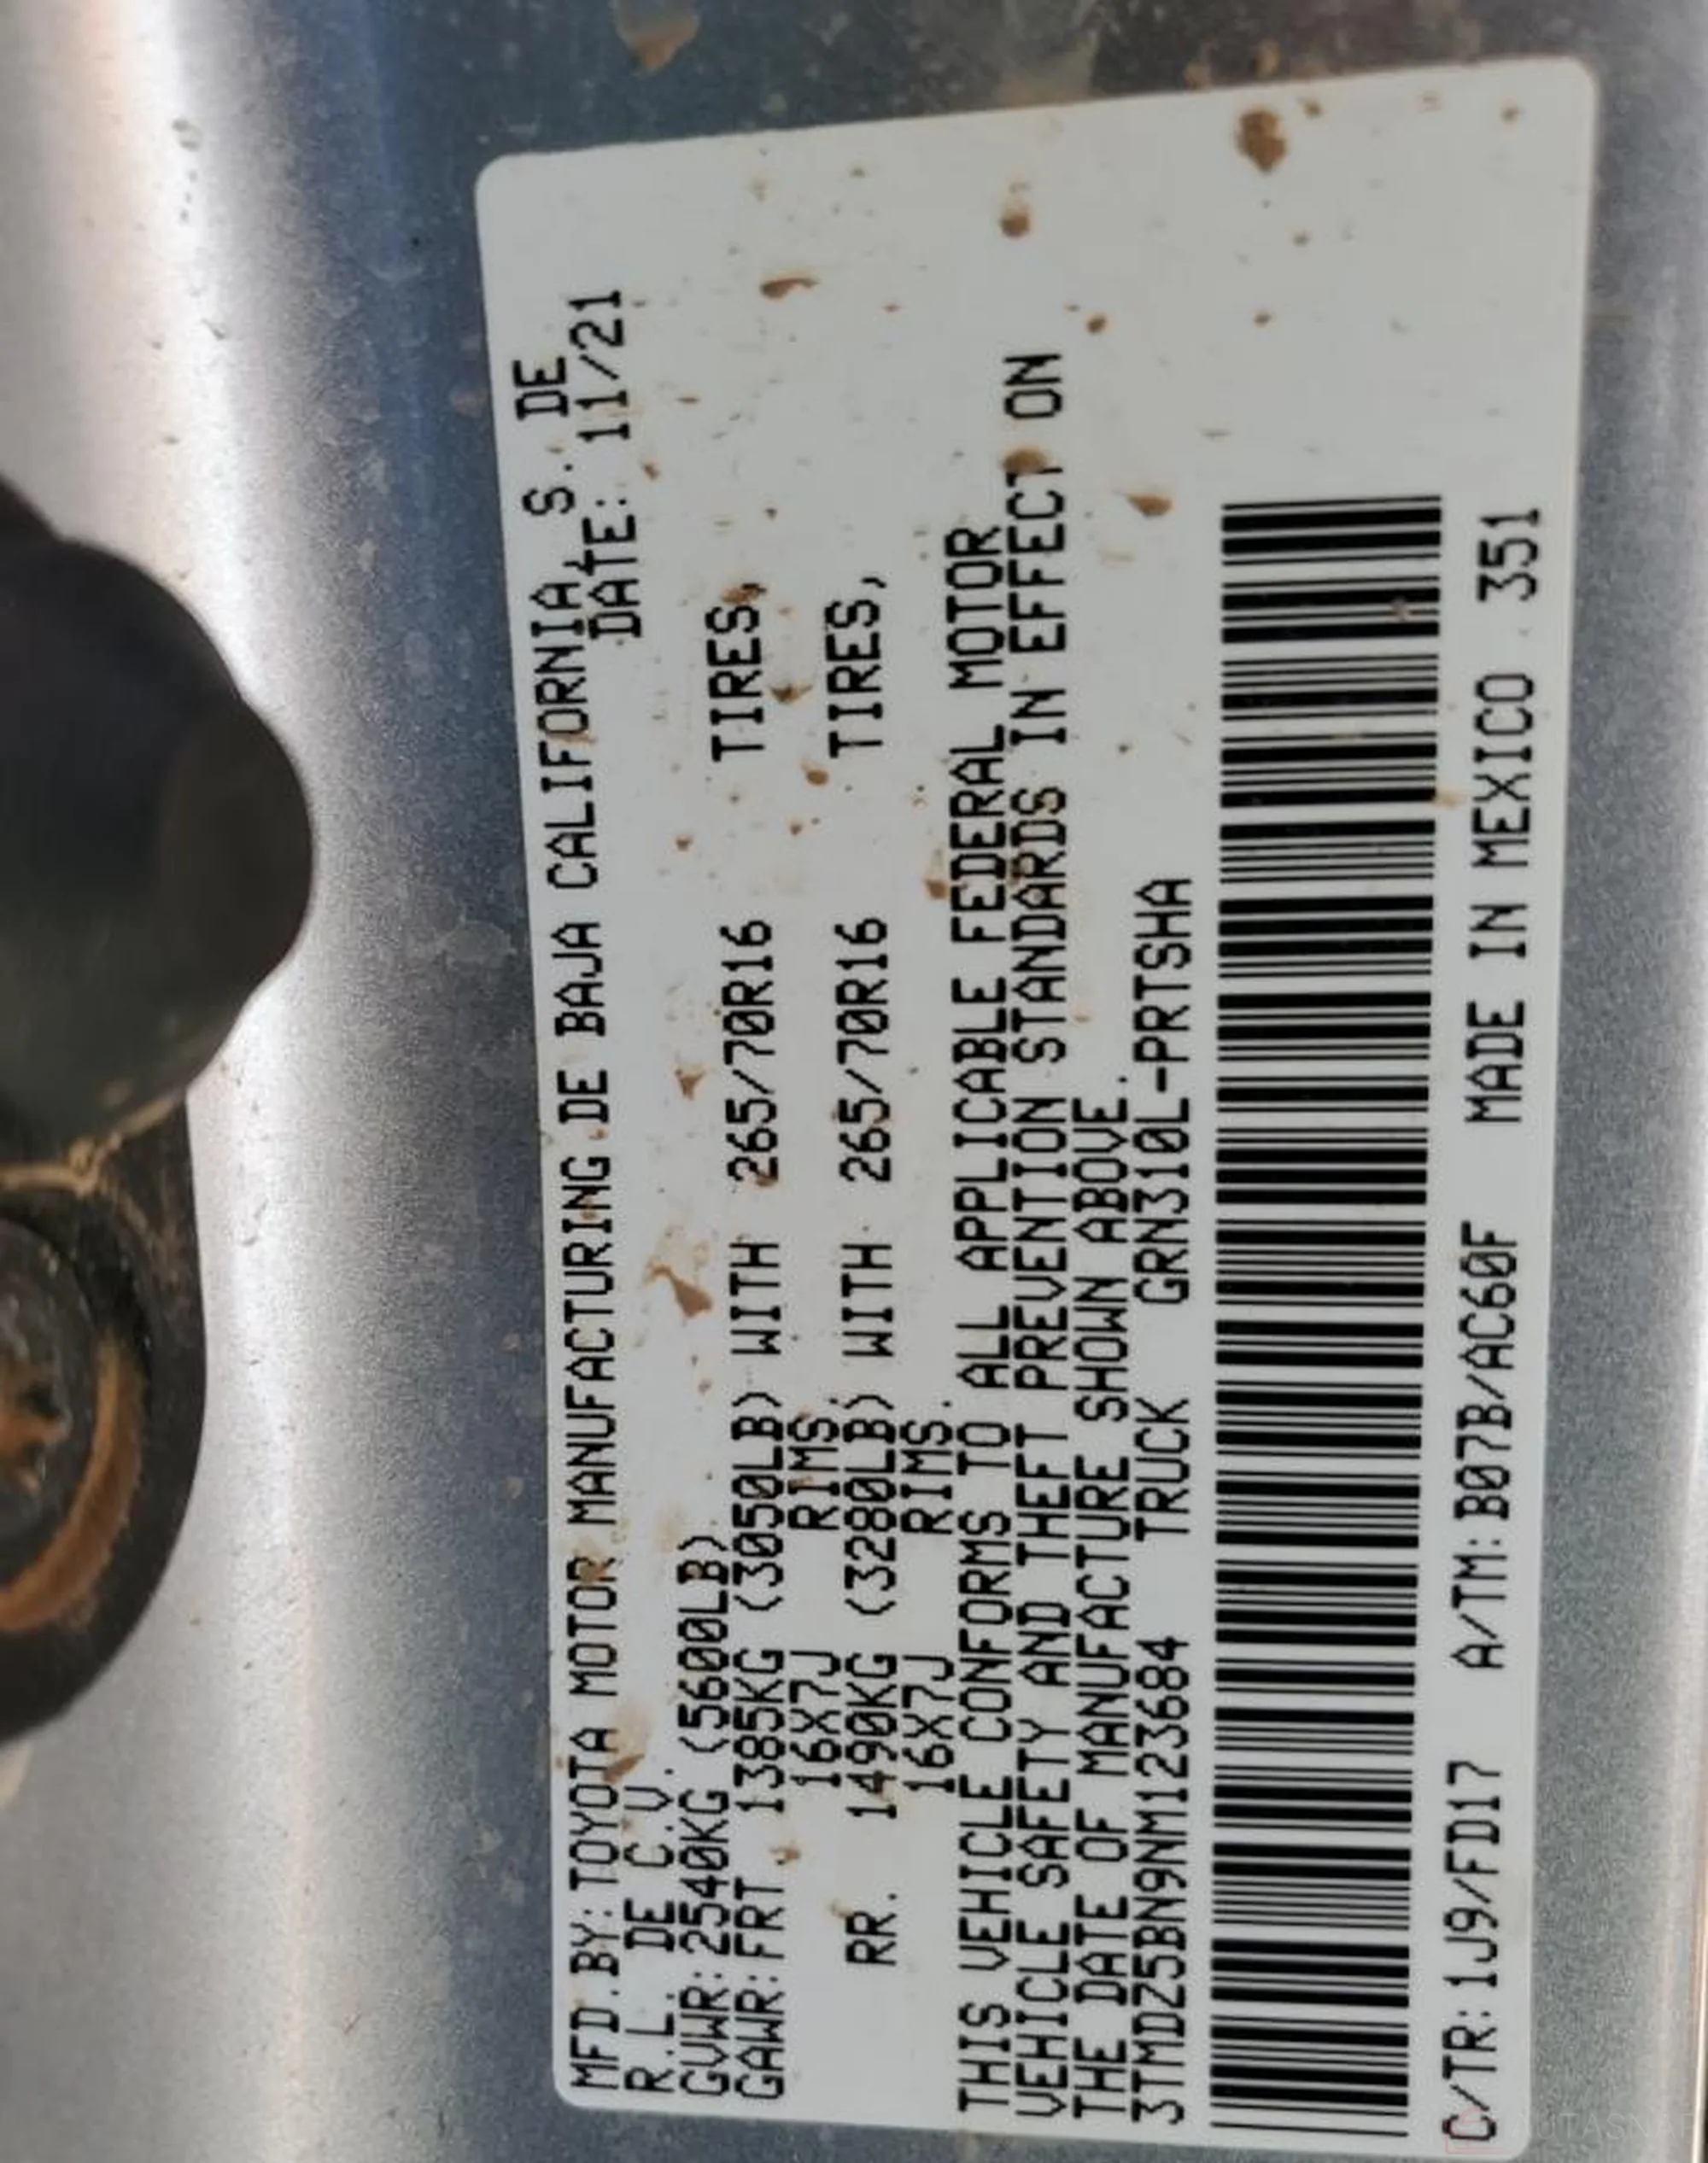 MFD.BY:TOYOTA MOTOR MANUFACTURING DE BAJA CALIFORNIA, S. DE
R.L. DE C.V. DATE: 11/21
GVWR:2540KG (5600LB)
GAWR:FRT 1385KG (3050LB) WITH 265/70R16 TIRES,
16X7J RIMS,
RR. 1490KG (3280LB) WITH 265/70R16 TIRES,
16X7J RIMS.
THIS VEHICLE CONFORMS TO ALL APPLICABLE FEDERAL MOTOR
VEHICLE SAFETY AND THEFT PREVENTION STANDARDS IN EFFECT ON
THE DATE OF MANUFACTURE SHOWN ABOVE.
3TMDZ5BN9NM123684 TRUCK GRN310L-PRTSHA
C/TR:1J9/FD17 A/TM:B07B/AC60F MADE IN MEXICO 351